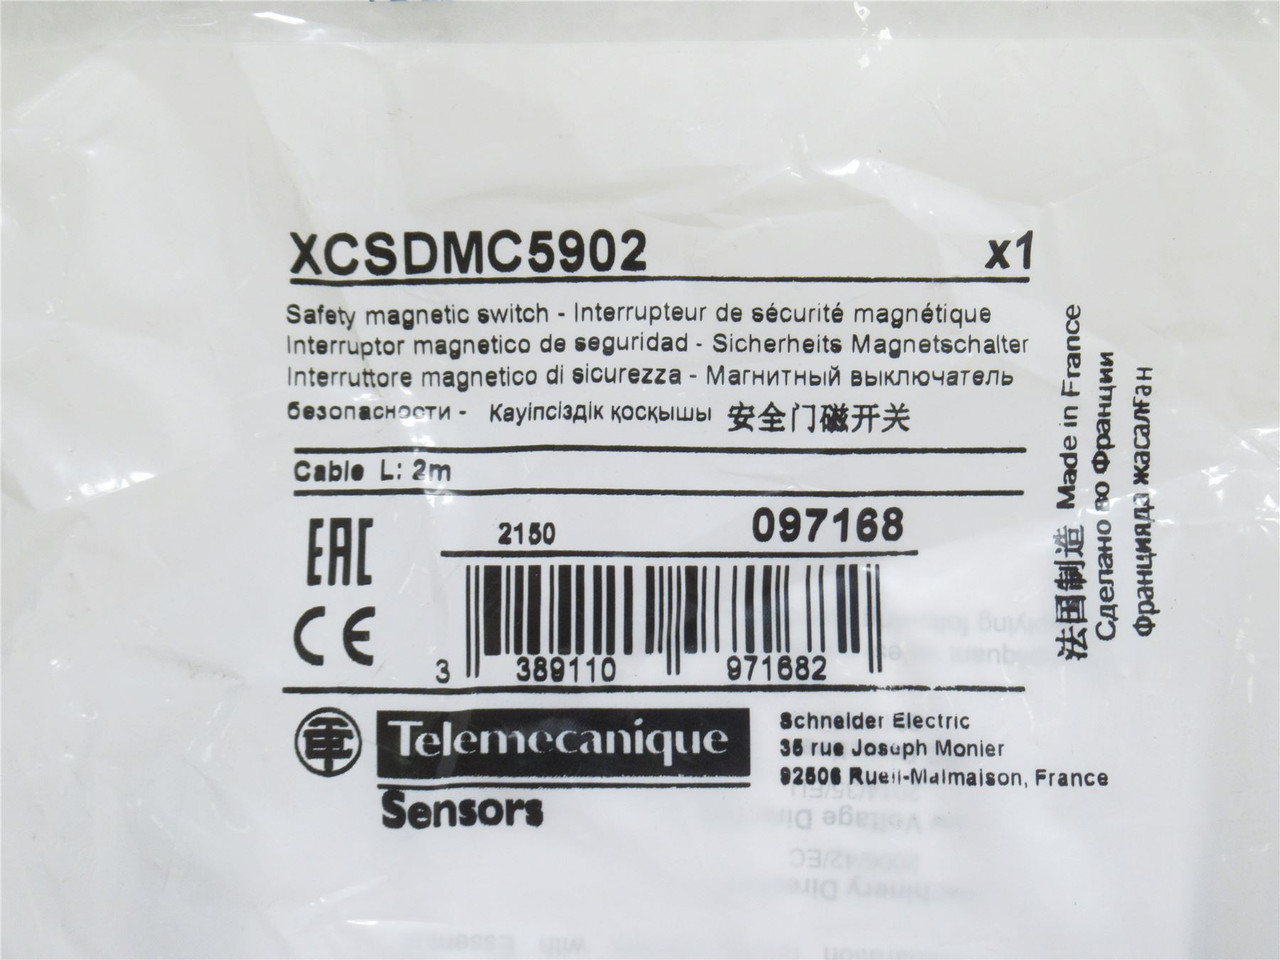 XCSDMC5902 x1
Safety magnetic switch - Interrupteur de sécurité magnétique
Interruptor magnetico de seguridad - Sicherheits Magnetschalter
Interruttore magnetico di sicurezza - Магнитный выключатель
безопасности - Кауіпсіздік қосқышы 安全门磁开关
Cable L: 2m
EAC
2150 097168
CE
3 389110 971682
Telemecanique
Sensors
Schneider Electric
35 rue Joseph Monier
92506 Rueil-Malmaison, France
法国制造 Made in France
Сделано во Франции
Францияда жасалған